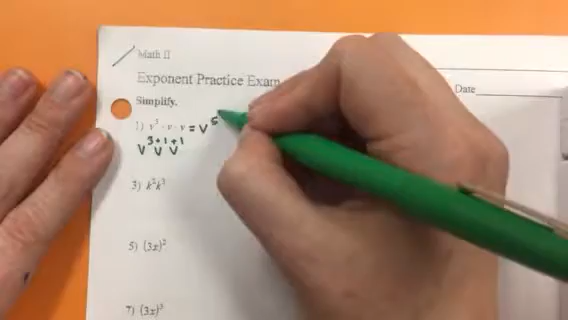 Math II
Exponent Practice Exam
Date
Simplify.
1) v³ · v · v = v⁵
v³⁺¹⁺¹ v v
3) k²k³
5) (3x)²
7) (3x)³